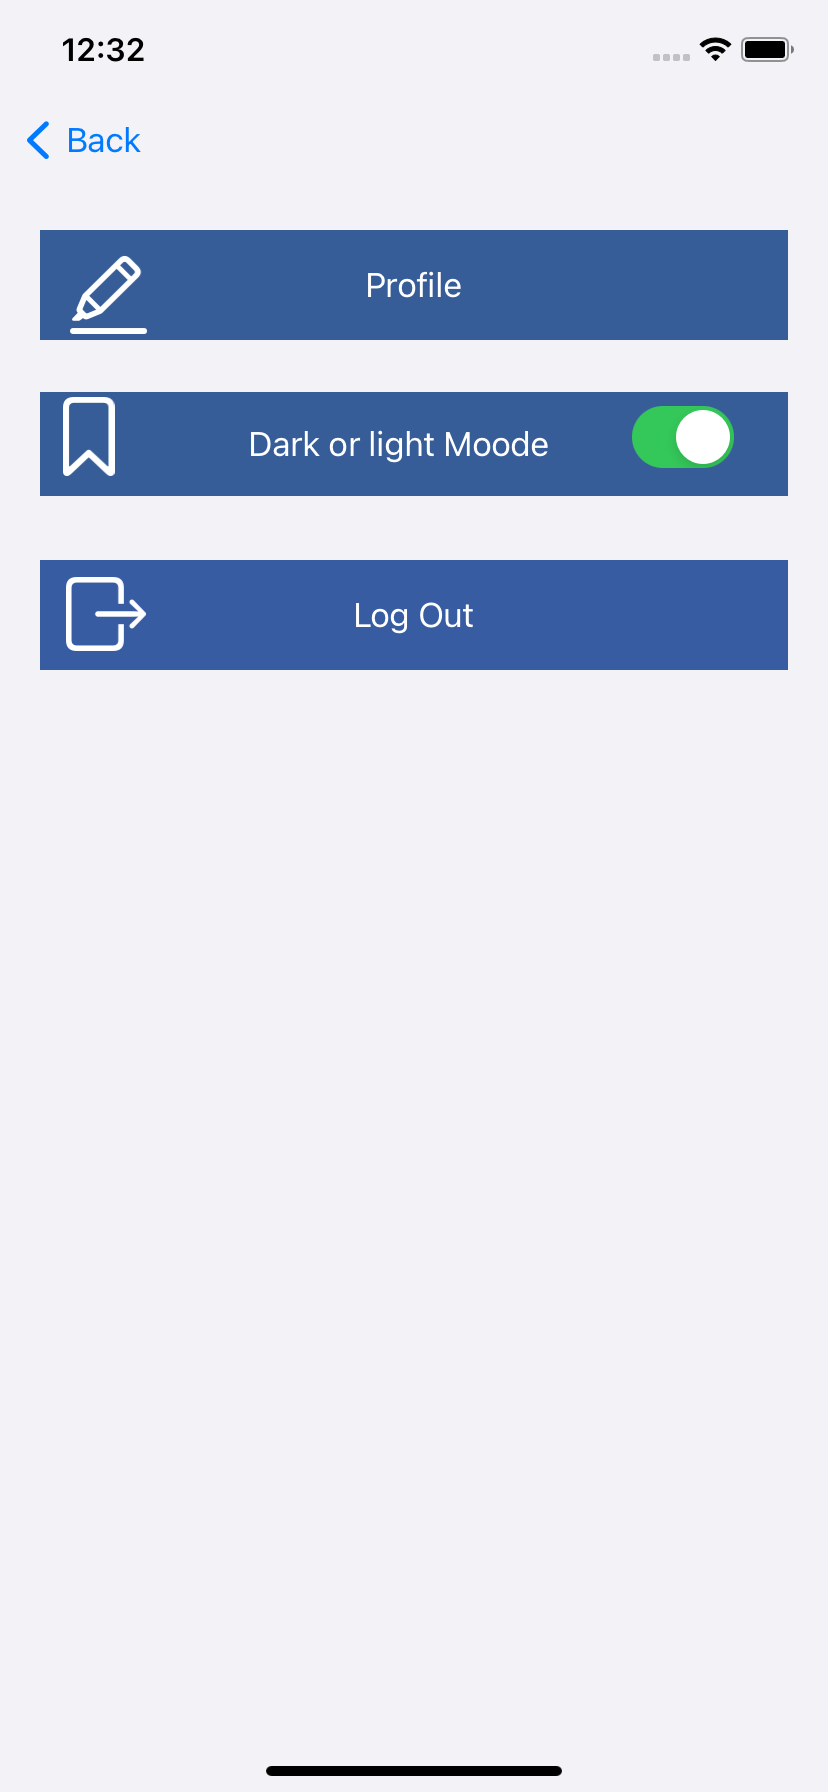 12:32
Back
Profile
Dark or light Moode
Log Out